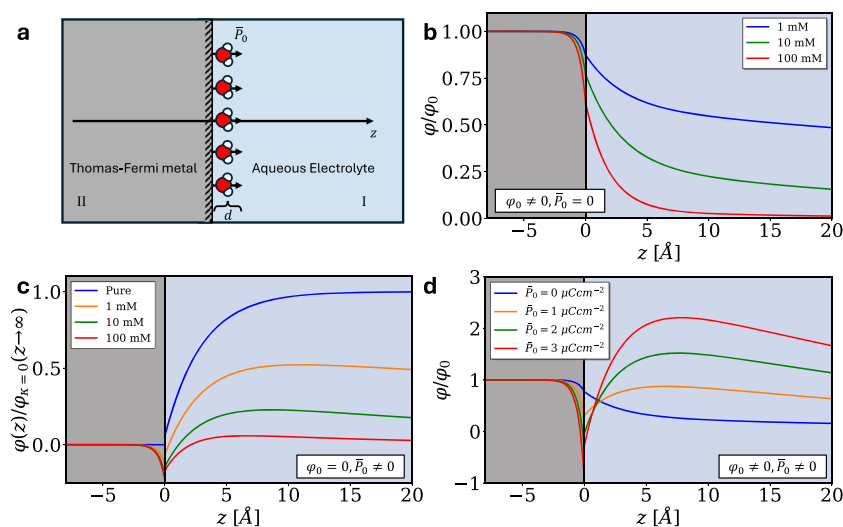 a
P̄₀
z
Thomas-Fermi metal
Aqueous Electrolyte
II
d
I
b
φ/φ₀
1.00
0.75
0.50
0.25
0.00
1 mM
10 mM
100 mM
φ₀ ≠ 0, P̄₀ = 0
−5 0 5 10 15 20
z [Å]
c
φ(z)/φ_κ=0(z→∞)
1.0
0.5
0.0
Pure
1 mM
10 mM
100 mM
φ₀ = 0, P̄₀ ≠ 0
−5 0 5 10 15 20
z [Å]
d
φ/φ₀
4
3
2
1
0
−1
P̄₀ = 0 μCcm⁻²
P̄₀ = 1 μCcm⁻²
P̄₀ = 2 μCcm⁻²
P̄₀ = 3 μCcm⁻²
φ₀ ≠ 0, P̄₀ ≠ 0
−5 0 5 10 15 20
z [Å]